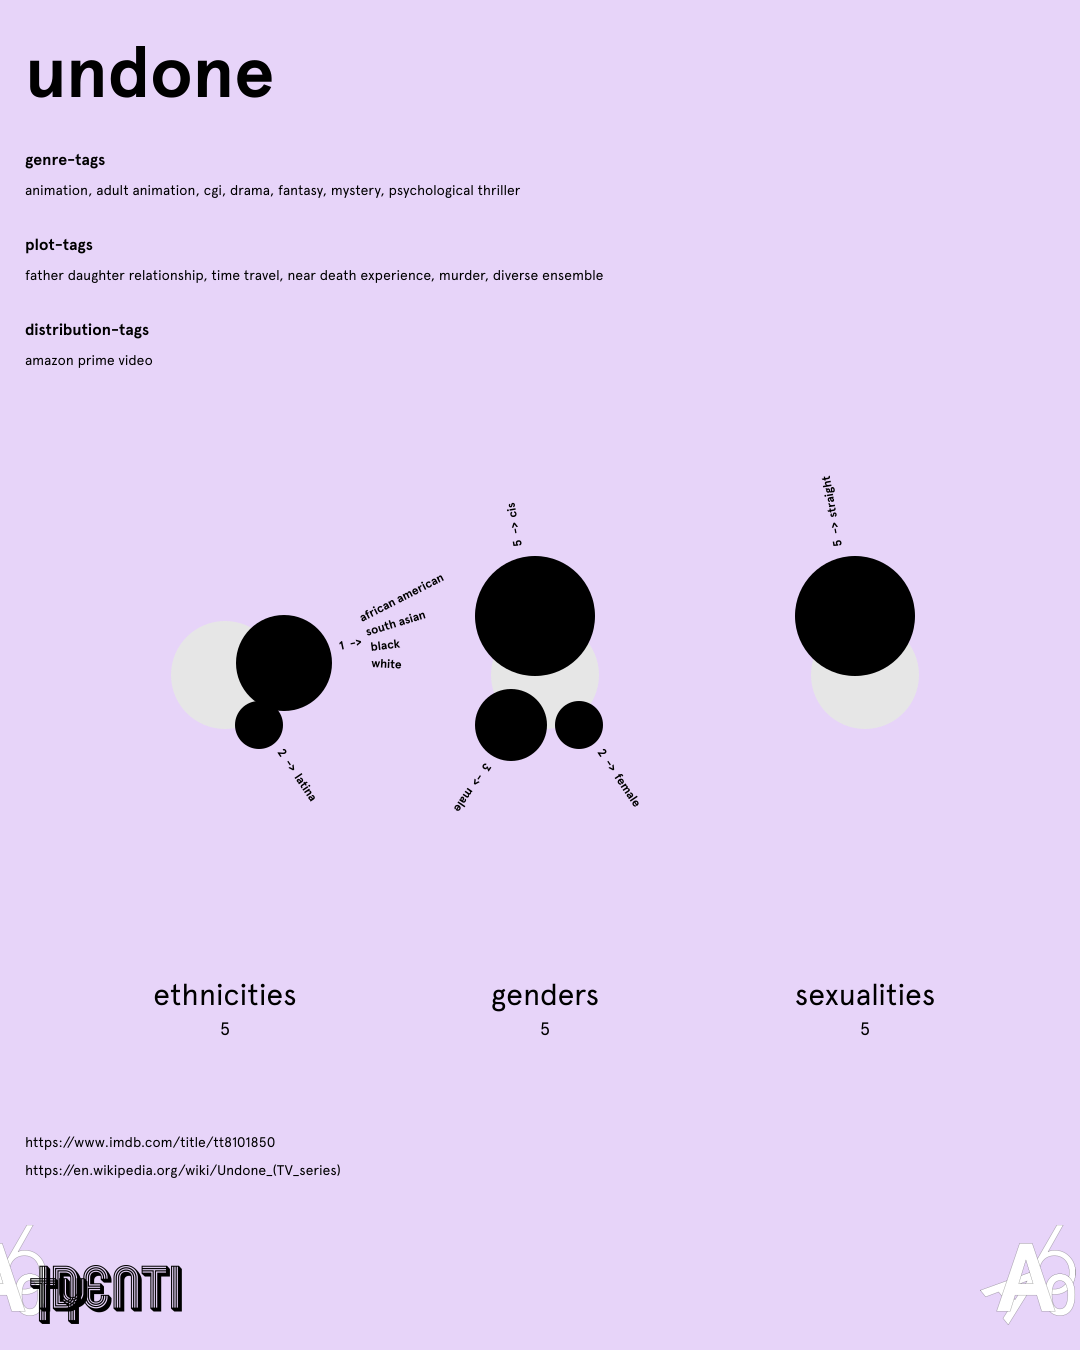 undone
genre-tags
animation, adult animation, cgi, drama, fantasy, mystery, psychological thriller
plot-tags
father daughter relationship, time travel, near death experience, murder, diverse ensemble
distribution-tags
amazon prime video
1 -> african american
south asian
black
white
2 -> latina
5 -> cis
3 -> male
2 -> female
5 -> straight
ethnicities
5
genders
5
sexualities
5
https://www.imdb.com/title/tt8101850
https://en.wikipedia.org/wiki/Undone_(TV_series)
IDENTI
TY